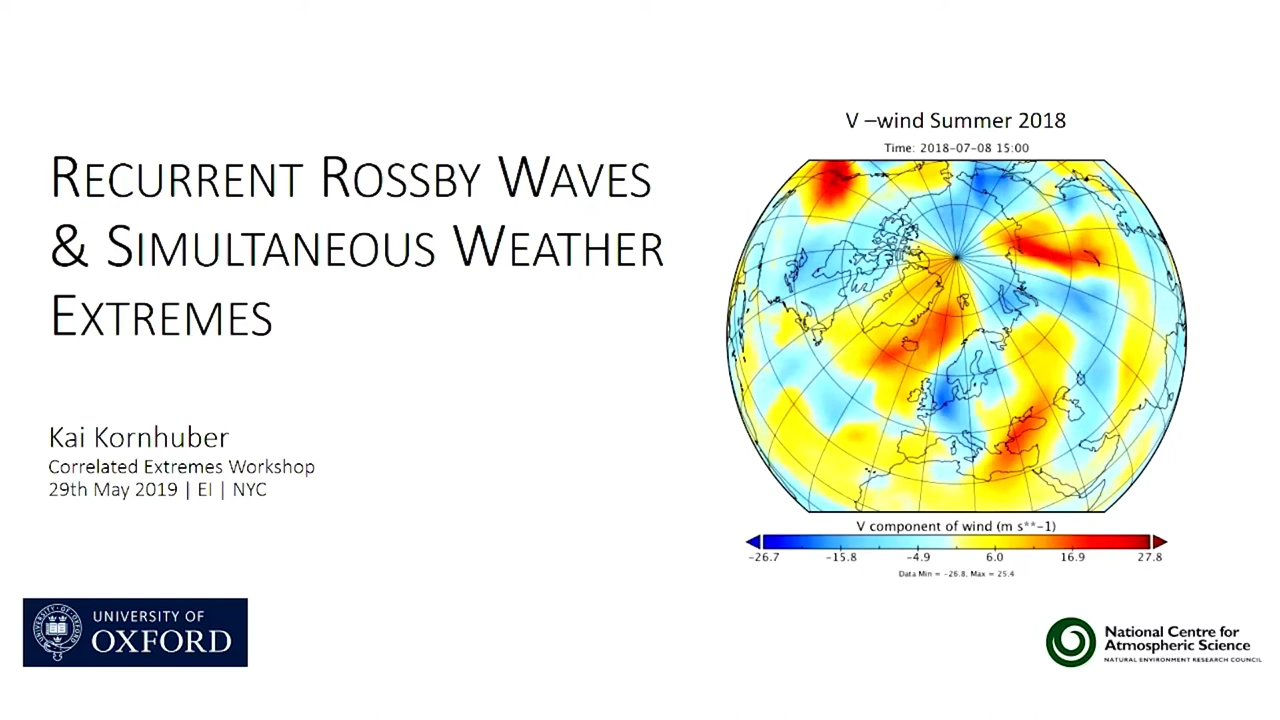 V –wind Summer 2018
Time: 2018-07-08 15:00
RECURRENT ROSSBY WAVES
& SIMULTANEOUS WEATHER
EXTREMES
Kai Kornhuber
Correlated Extremes Workshop
29th May 2019 | EI | NYC
V component of wind (m s**-1)
-26.7 -15.8 -4.9 6.0 16.9 27.8
Data Min = -26.8, Max = 25.4
UNIVERSITY OF
OXFORD
National Centre for
Atmospheric Science
NATURAL ENVIRONMENT RESEARCH COUNCIL